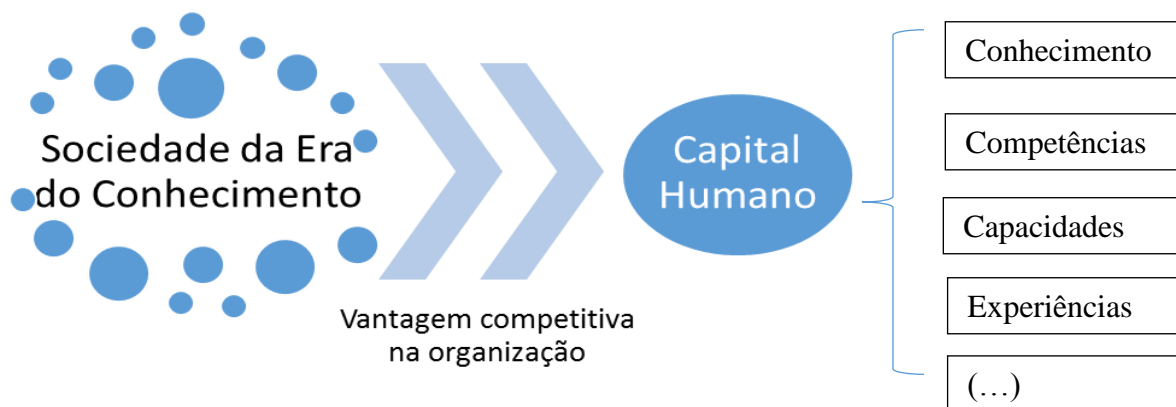 Sociedade da Era
do Conhecimento
Vantagem competitiva
na organização
Capital
Humano
Conhecimento
Competências
Capacidades
Experiências
(…)